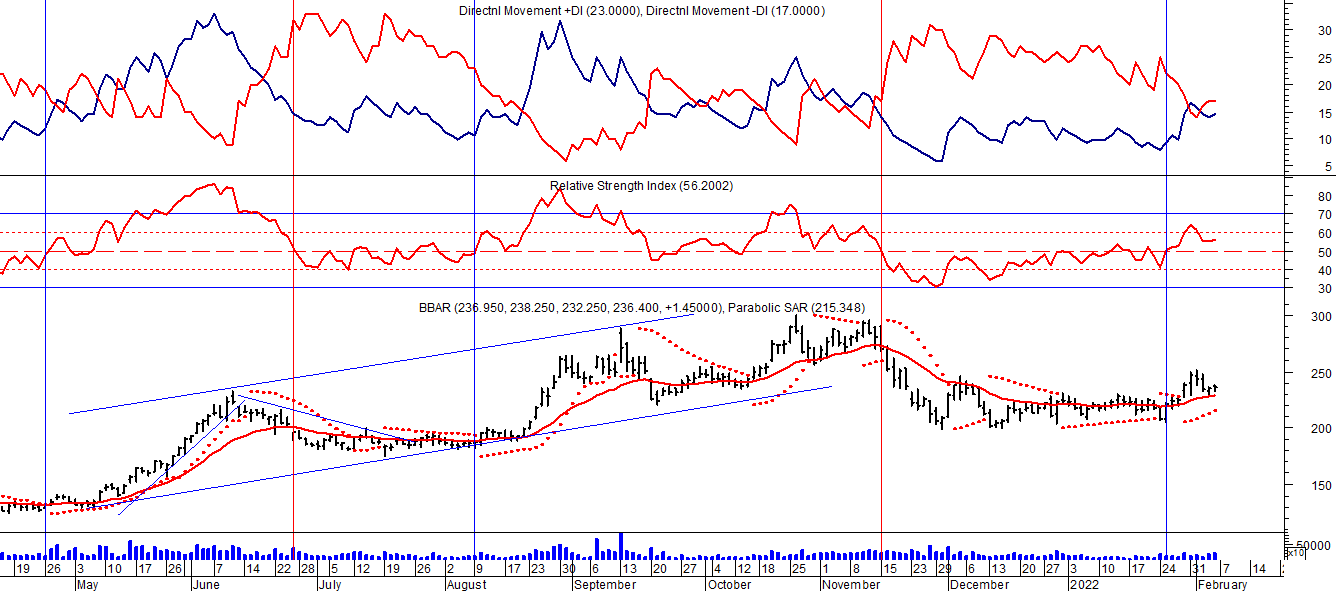 Directnl Movement +DI (23.0000), Directnl Movement -DI (17.0000)
30
25
20
15
10
5
Relative Strength Index (56.2002)
80
70
60
50
40
30
BBAR (236.950, 238.250, 232.250, 236.400, +1.45000), Parabolic SAR (215.348)
300
250
200
150
50000
x10
19 26 3 10 17 26 7 14 22 28 5 12 19 26 2 9 17 23 30 6 13 20 27 4 12 18 25 1 8 15 23 29 6 13 20 27 3 10 17 24 31 7 14
May June July August September October November December 2022 February